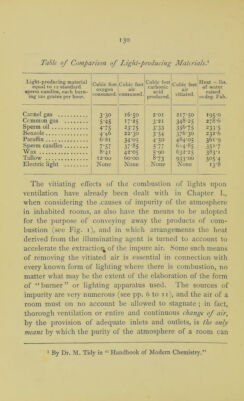 130
Table of Comparison of Light-producing Materials.¹
Light-producing material equal to 12 standard sperm candles, each burning 120 grains per hour. | Cubic feet oxygen consumed. | Cubic feet air consumed. | Cubic feet carbonic acid produced. | Cubic feet air vitiated. | Heat = lbs. of water raised 10 deg. Fah.
Cannel gas .......... 3·30 16·50 2·01 217·50 195·0
Common gas ......... 5·45 17·25 3·21 348·25 278·6
Sperm oil ........... 4·75 23·75 3·33 356·75 233·5
Benzole ............. 4·46 22·30 3·54 376·30 232·6
Paraffin ............. 6·81 34·05 4·50 484·05 361·9
Sperm candles ....... 7·57 37·85 5·77 614·85 351·7
Wax ................. 8·41 42·05 5·90 632·25 383·1
Tallow .............. 12·00 60·00 8·73 933·00 505·4
Electric light ........ None None None None 13·8
The vitiating effects of the combustion of lights upon
ventilation have already been dealt with in Chapter I.,
when considering the causes of impurity of the atmosphere
in inhabited rooms, as also have the means to be adopted
for the purpose of conveying away the products of com-
bustion (see Fig. 1), and in which arrangements the heat
derived from the illuminating agent is turned to account to
accelerate the extraction of the impure air. Some such means
of removing the vitiated air is essential in connection with
every known form of lighting where there is combustion, no
matter what may be the extent of the elaboration of the form
of "burner" or lighting apparatus used. The sources of
impurity are very numerous (see pp. 6 to 11), and the air of a
room must on no account be allowed to stagnate; in fact,
thorough ventilation or entire and continuous change of air,
by the provision of adequate inlets and outlets, is the only
means by which the purity of the atmosphere of a room can
¹ By Dr. M. Tidy in "Handbook of Modern Chemistry."